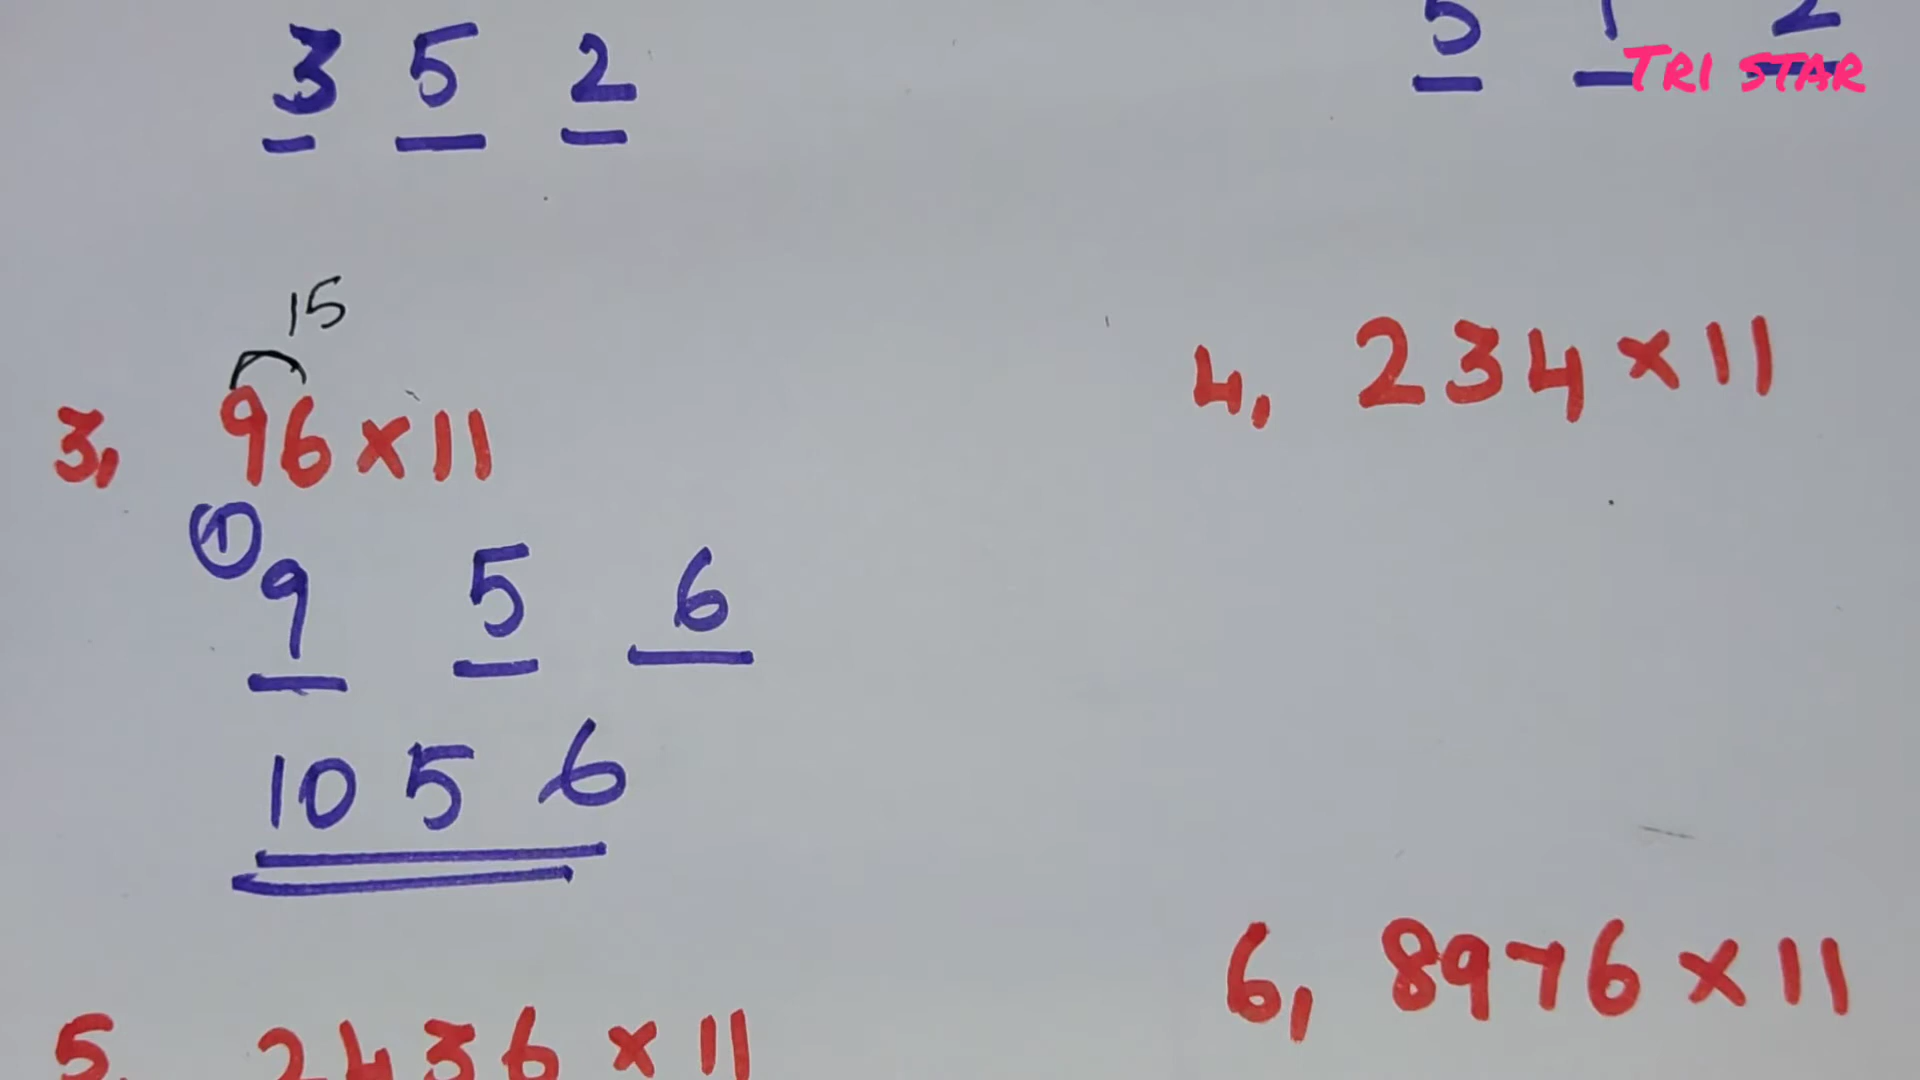 3 5 2
5 1 2
TRI STAR
15
3, 96 x 11
1 9 5 6
10 5 6
4, 234 x 11
5. 2436 x 11
6, 8976 x 11